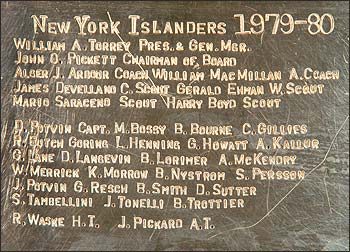 NEW YORK ISLANDERS 1979-80
WILLIAM A. TORREY PRES. & GEN. MGR.
JOHN O. PICKETT CHAIRMAN OF BOARD
ALGER J. ARBOUR COACH WILLIAM MACMILLAN A. COACH
JAMES DEVELLANO C. SCOUT GERALD EHMAN W. SCOUT
MARIO SARACENO SCOUT HARRY BOYD SCOUT
D. POTVIN CAPT. M. BOSSY B. BOURNE C. GILLIES
R. BUTCH GORING L. HENNING G. HOWATT A. KALLUR
G. LANE D. LANGEVIN B. LORIMER A. MCKENDRY
W. MERRICK K. MORROW B. NYSTROM S. PERSSON
J. POTVIN G. RESCH B. SMITH D. SUTTER
S. TAMBELLINI J. TONELLI B. TROTTIER
R. WASKE H.T. J. PICKARD A.T.